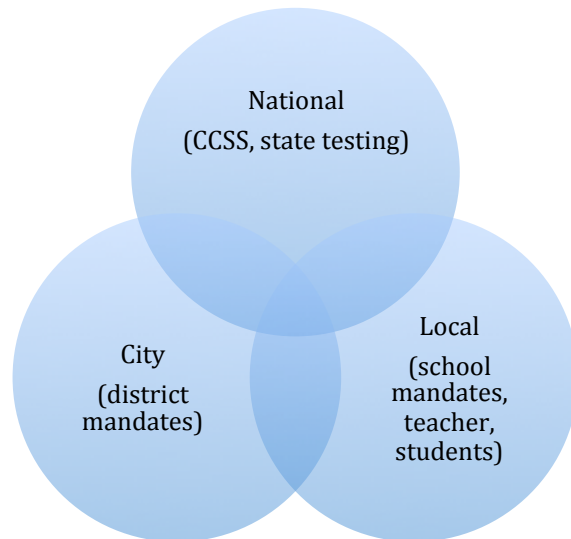 National
(CCSS, state testing)
City
(district
mandates)
Local
(school
mandates,
teacher,
students)